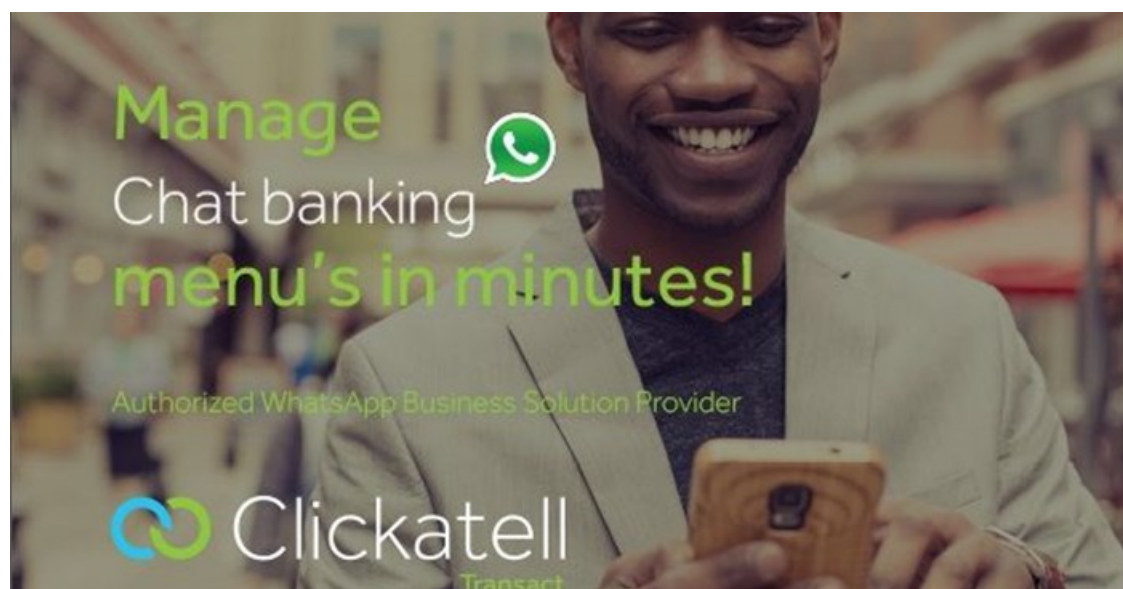 Manage
Chat banking
menu's in minutes!
Authorized WhatsApp Business Solution Provider
Clickatell
Transact